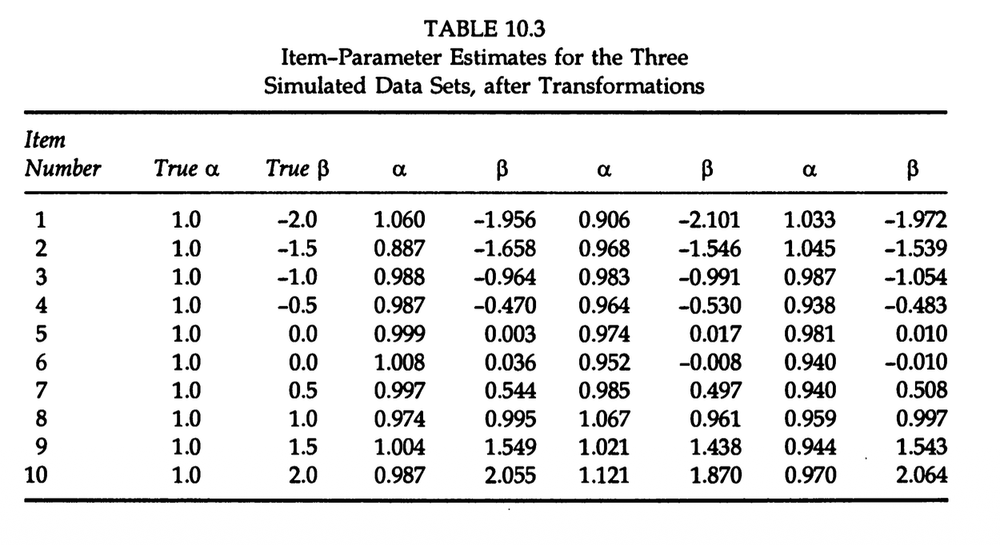 TABLE 10.3
Item–Parameter Estimates for the Three
Simulated Data Sets, after Transformations
Item
Number True α True β α β α β α β
1 1.0 −2.0 1.060 −1.956 0.906 −2.101 1.033 −1.972
2 1.0 −1.5 0.887 −1.658 0.968 −1.546 1.045 −1.539
3 1.0 −1.0 0.988 −0.964 0.983 −0.991 0.987 −1.054
4 1.0 −0.5 0.987 −0.470 0.964 −0.530 0.938 −0.483
5 1.0 0.0 0.999 0.003 0.974 0.017 0.981 0.010
6 1.0 0.0 1.008 0.036 0.952 −0.008 0.940 −0.010
7 1.0 0.5 0.997 0.544 0.985 0.497 0.940 0.508
8 1.0 1.0 0.974 0.995 1.067 0.961 0.959 0.997
9 1.0 1.5 1.004 1.549 1.021 1.438 0.944 1.543
10 1.0 2.0 0.987 2.055 1.121 1.870 0.970 2.064